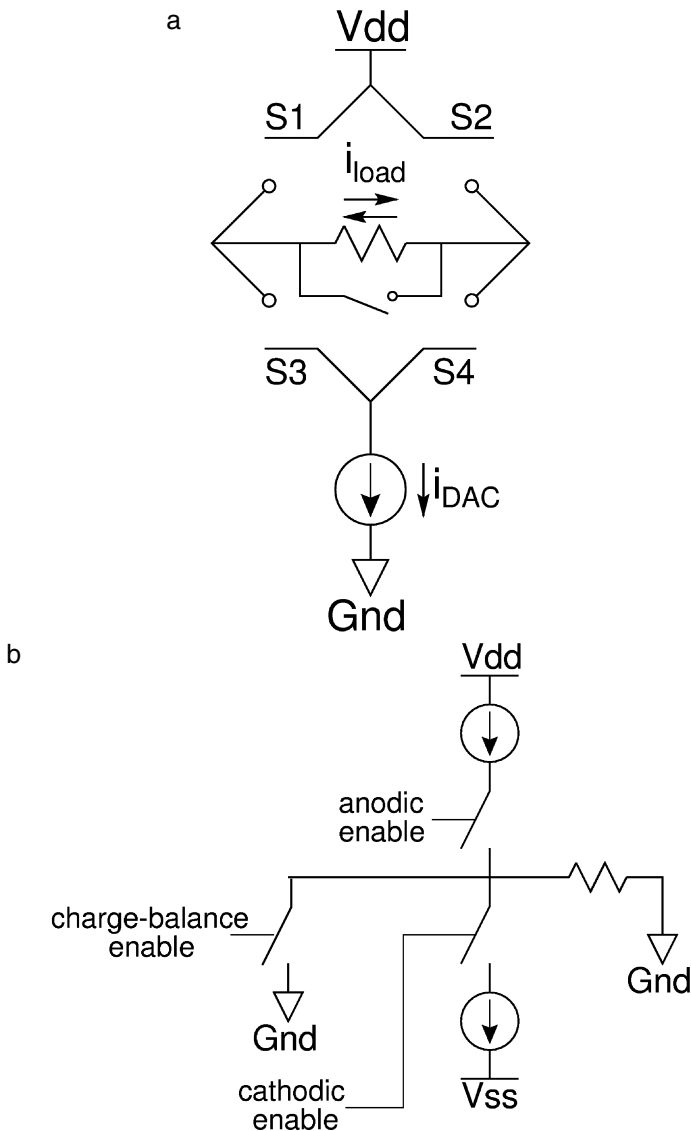 a
Vdd
S1
S2
iload
S3
S4
iDAC
Gnd
b
Vdd
anodic
enable
charge-balance
enable
Gnd
Gnd
cathodic
enable
Vss